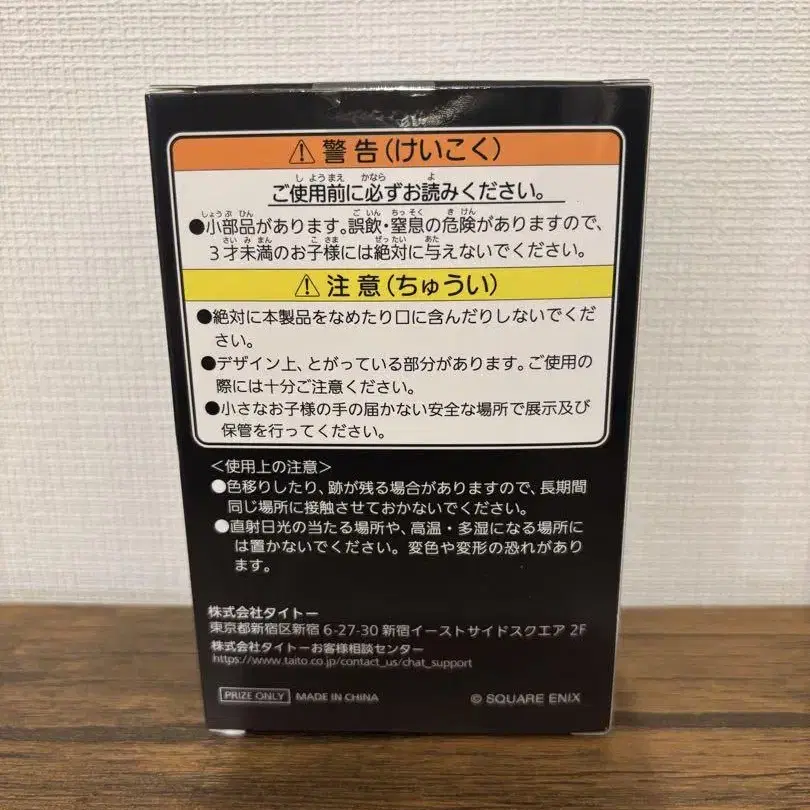 ⚠ 警告(けいこく)
ご使用前に必ずお読みください。
●小部品があります。誤飲・窒息の危険がありますので、
3才未満のお子様には絶対に与えないでください。
⚠ 注意(ちゅうい)
●絶対に本製品をなめたり口に含んだりしないでくだ
さい。
●デザイン上、とがっている部分があります。ご使用の
際には十分ご注意ください。
●小さなお子様の手の届かない安全な場所で展示及び
保管を行ってください。
<使用上の注意>
●色移りしたり、跡が残る場合がありますので、長期間
同じ場所に接触させておかないでください。
●直射日光の当たる場所や、高温・多湿になる場所に
は置かないでください。変色や変形の恐れがあり
ます。
株式会社タイトー
東京都新宿区新宿 6-27-30 新宿イーストサイドスクエア 2F
株式会社タイトーお客様相談センター
https://www.taito.co.jp/contact_us/chat_support
PRIZE ONLY MADE IN CHINA © SQUARE ENIX